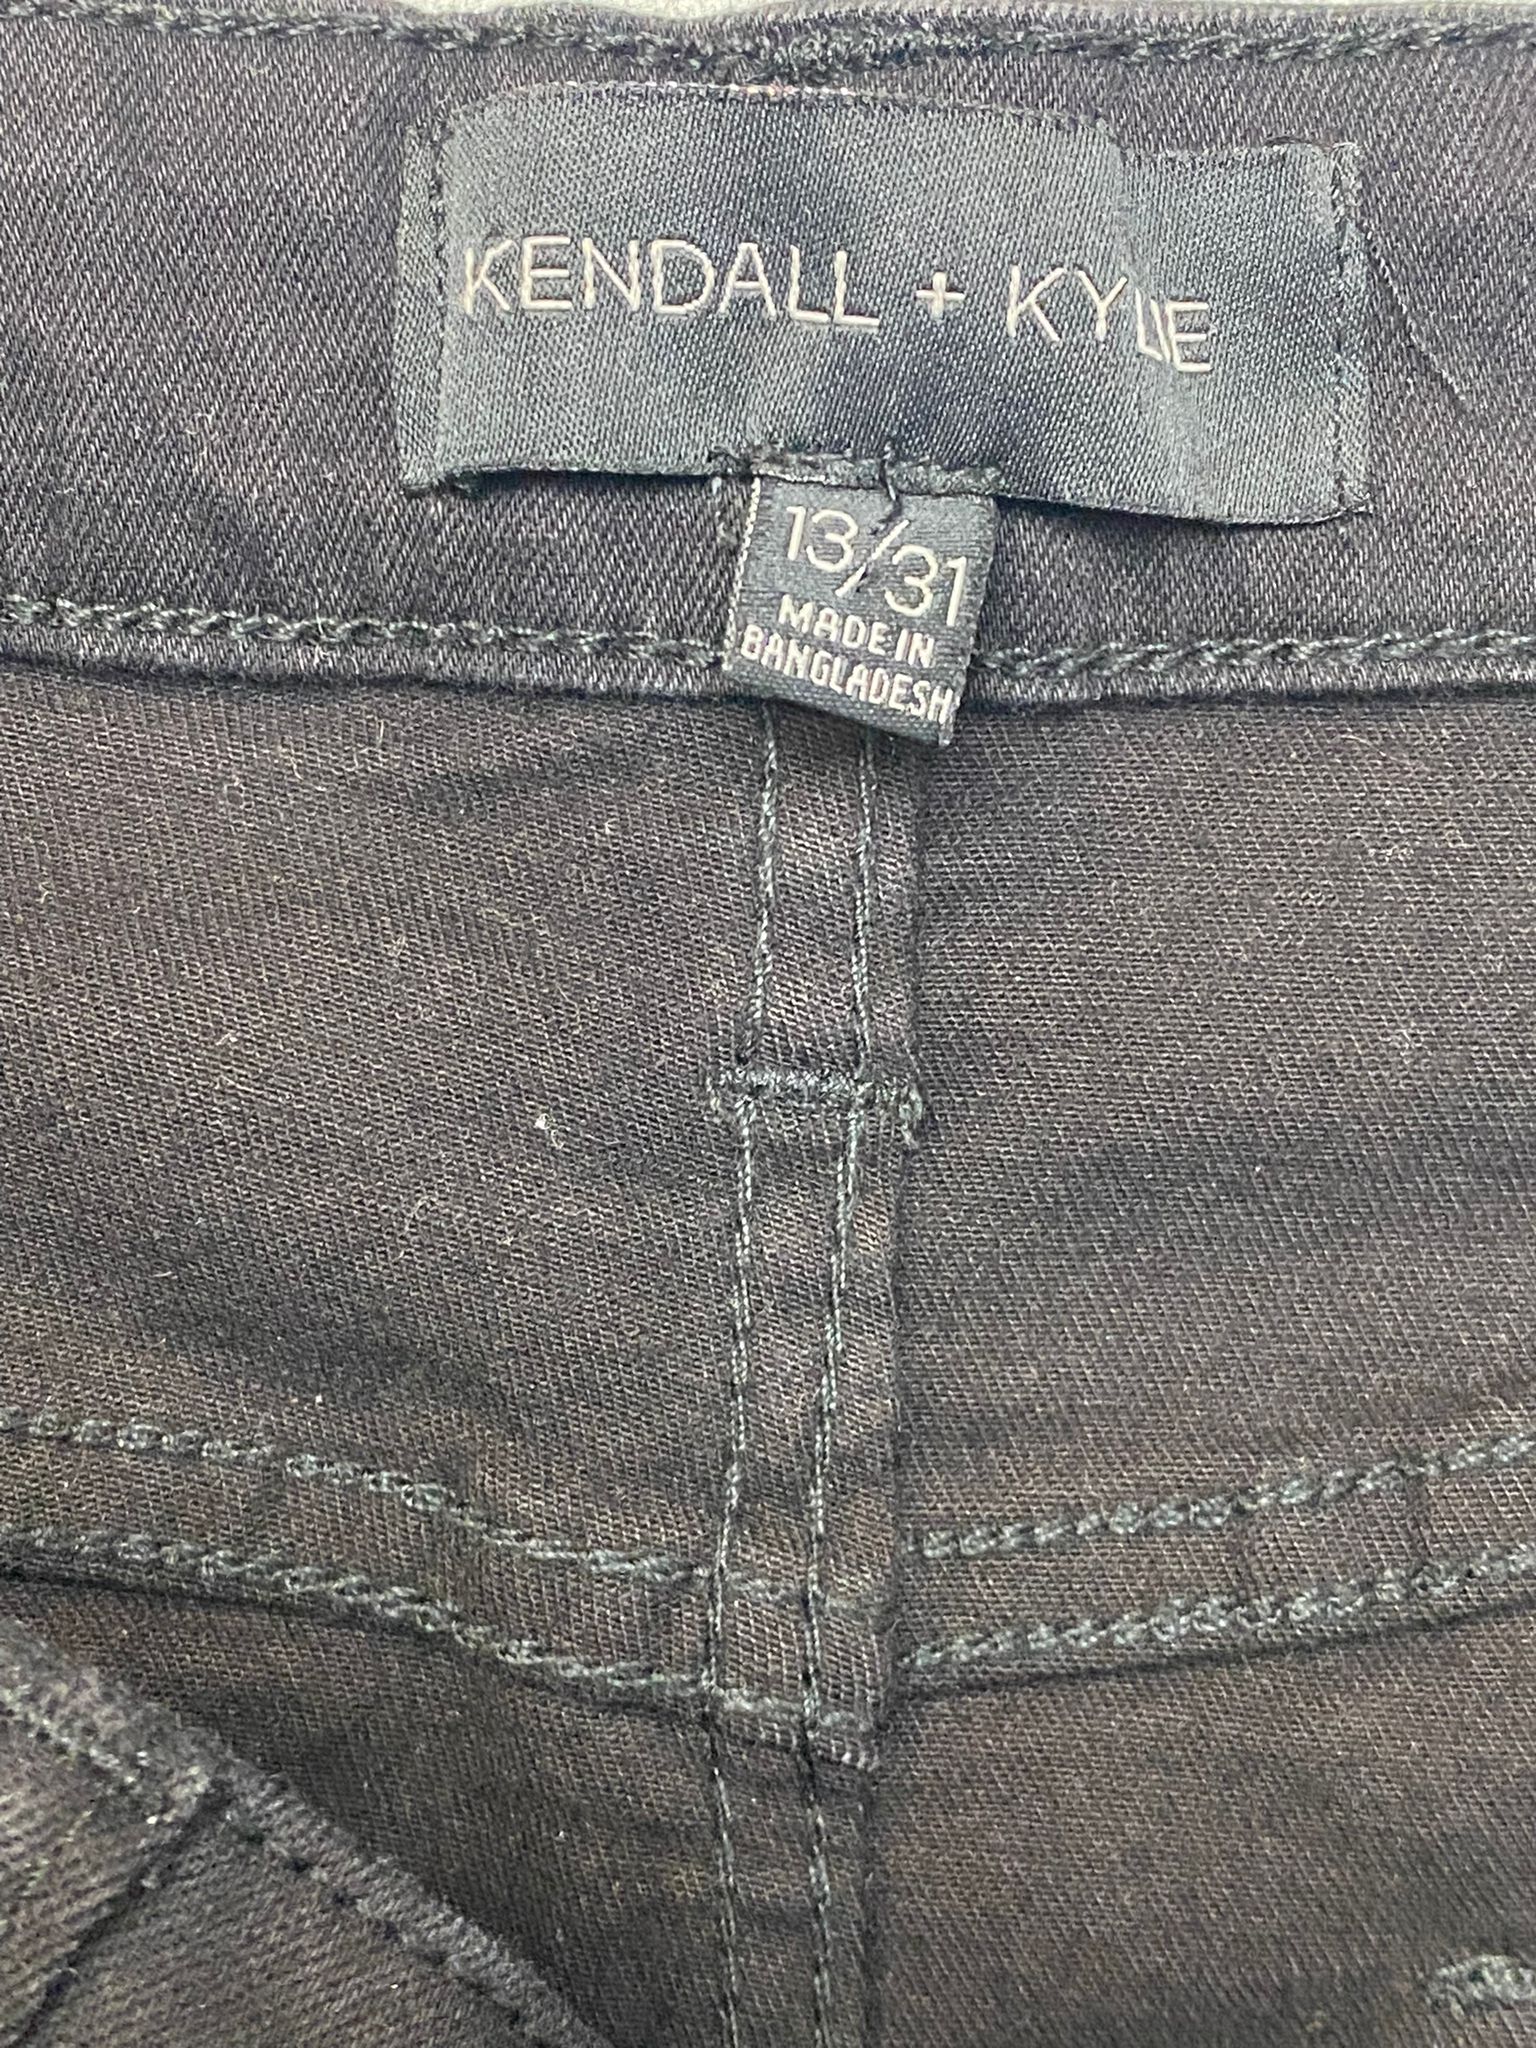 KENDALL + KYLIE
13/31
MADE IN
BANGLADESH